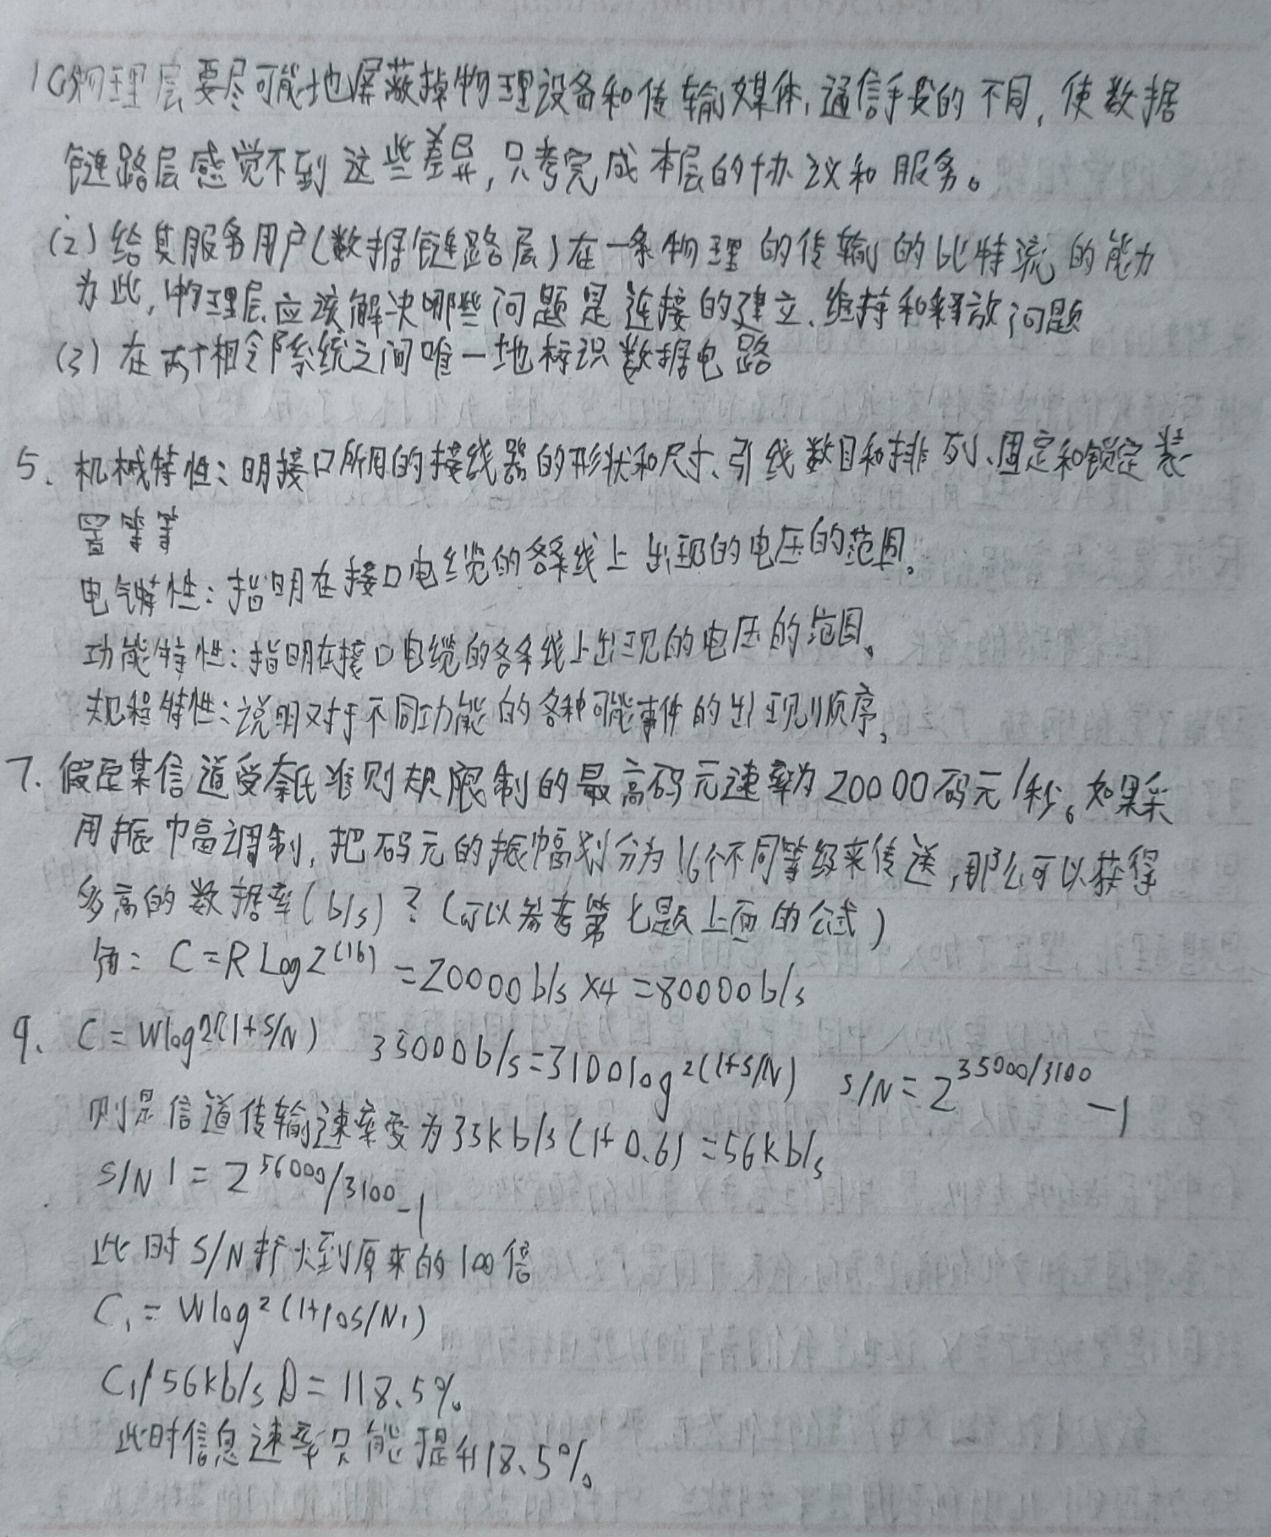 1 (1)物理层要尽可能地屏蔽掉物理设备和传输媒体,通信手段的不同,使数据
链路层感觉不到这些差异,只考完成本层的协议和服务。
(2)给其服务用户(数据链路层)在一条物理的传输的比特流的能力
为此,物理层应该解决哪些问题是连接的建立、维持和释放问题
(3)在两个相邻系统之间唯一地标识数据电路
5、机械特性:明接口所用的接线器的形状和尺寸、引线数目和排列、固定和锁定装
置等等
电气特性:指明在接口电缆的各条线上出现的电压的范围。
功能特性:指明在接口电缆的各条线上出现的电压的范围。
规程特性:说明对于不同功能的各种可能事件的出现顺序。
7、假定某信道受奈氏准则规限制的最高码元速率为20000码元/秒。如果采
用振幅调制,把码元的振幅划分为16个不同等级来传送,那么可以获得
多高的数据率(b/s)?(可以参考第七题上面的公式)
答:C=RLog2(16)=20000b/s×4=80000b/s
9、C=Wlog2(1+S/N) 35000b/s=3100log2(1+S/N) S/N=2^35000/3100-1
则是信道传输速率变为35kb/s(1+0.6)=56kb/s
S/N1=2^56000/3100-1
此时S/N扩大到原来的100倍
C₁=Wlog2(1+10S/N₁)
C₁/56kb/s=118.5%
此时信息速率只能提升18.5%